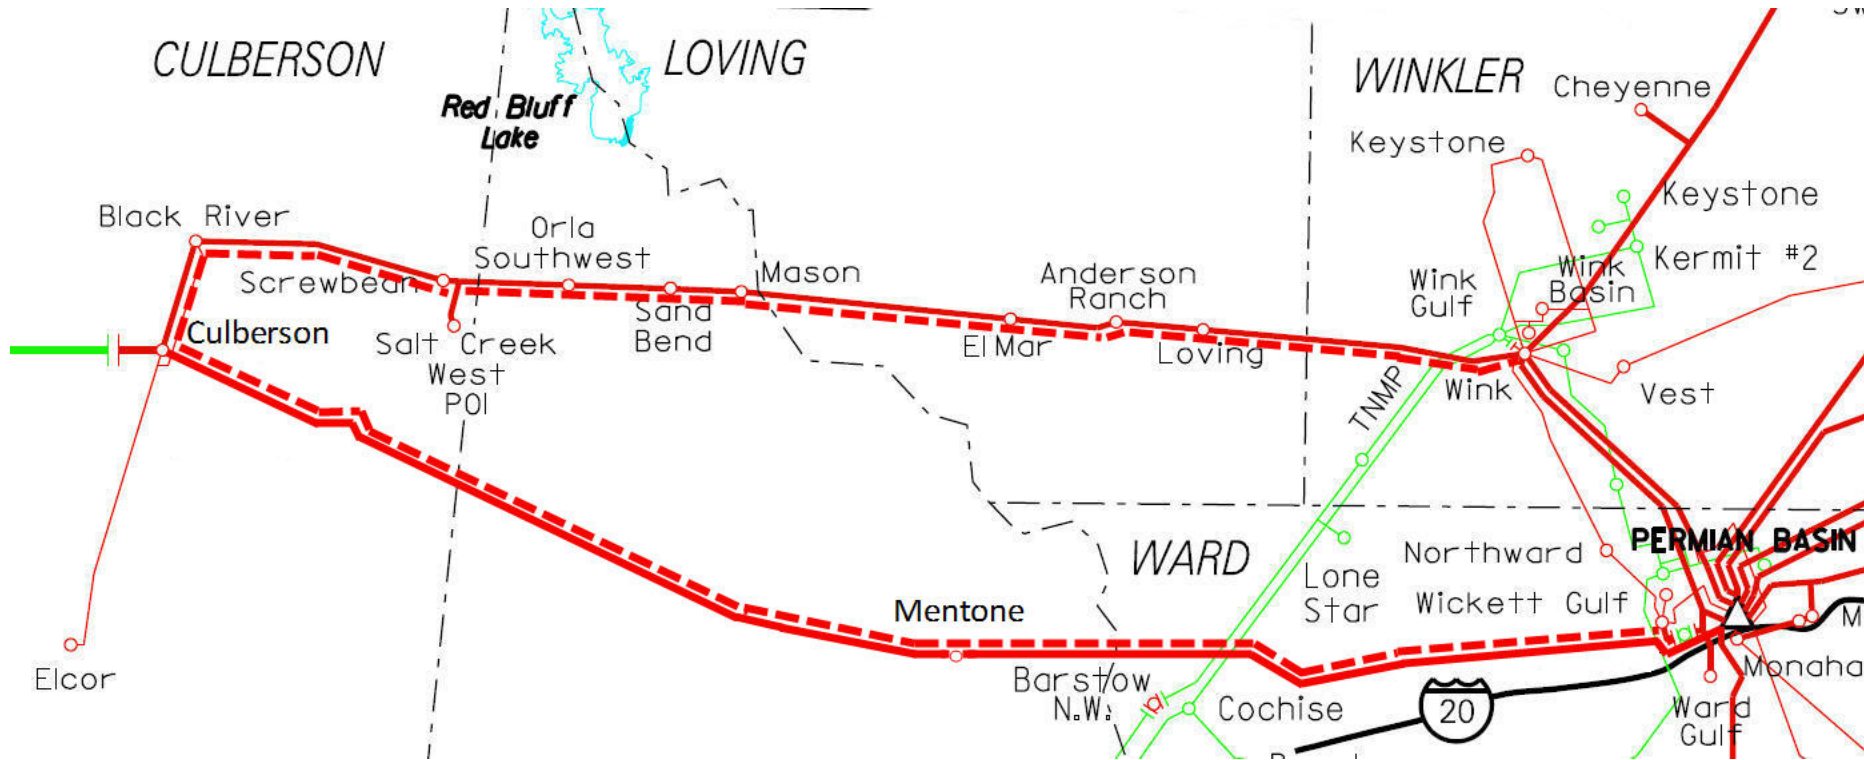 CULBERSON
LOVING
WINKLER
Cheyenne
Red Bluff
Lake
Keystone
Keystone
Black River
Orla
Southwest
Screwbean
Mason
Anderson
Ranch
Wink
Gulf
Wink
Basin
Kermit #2
Sand
Bend
El Mar
Loving
Culberson
Salt Creek
West
POI
TNMP
Wink
Vest
PERMIAN BASIN
WARD
Northward
Lone
Star
Wickett Gulf
Mentone
Elcor
Barstow
N.W.
Cochise
20
Monaha
Ward
Gulf